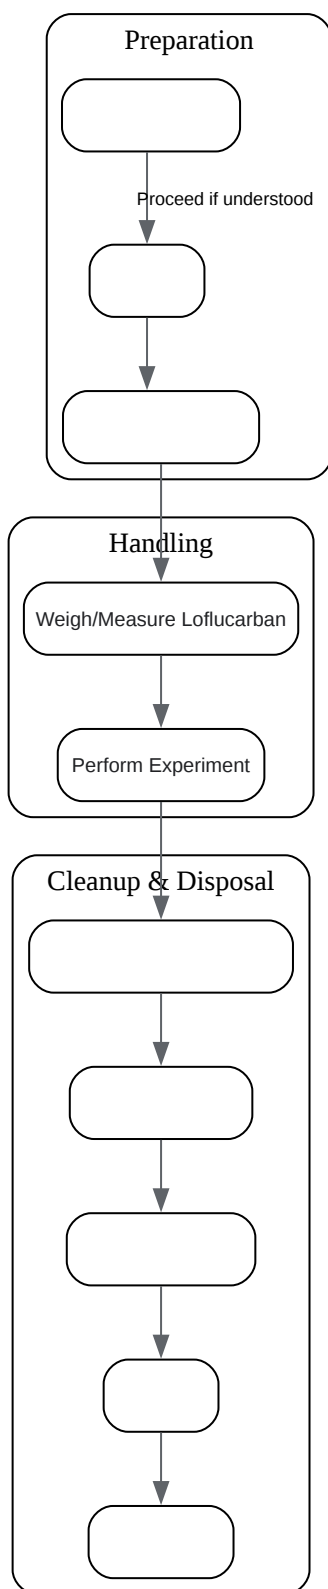 Preparation
Proceed if understood
Handling
Weigh/Measure Loflucarban
Perform Experiment
Cleanup & Disposal